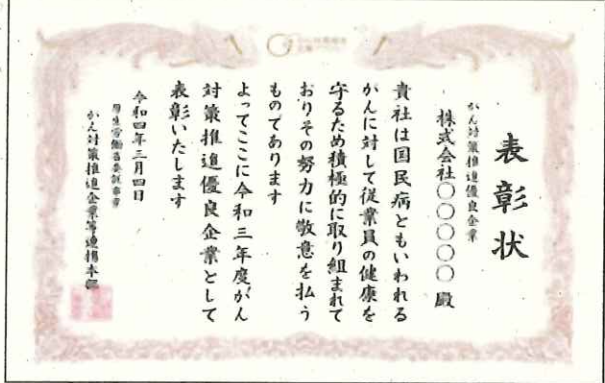 表彰状
がん対策推進優良企業
株式会社〇〇〇〇〇 殿
貴社は国民病ともいわれる
がんに対して従業員の健康を
守るため積極的に取り組まれて
おりその努力に敬意を払う
ものであります
よってここに令和三年度がん
対策推進優良企業として
表彰いたします
令和四年三月四日
厚生労働省委託事業
がん対策推進企業等連携本部